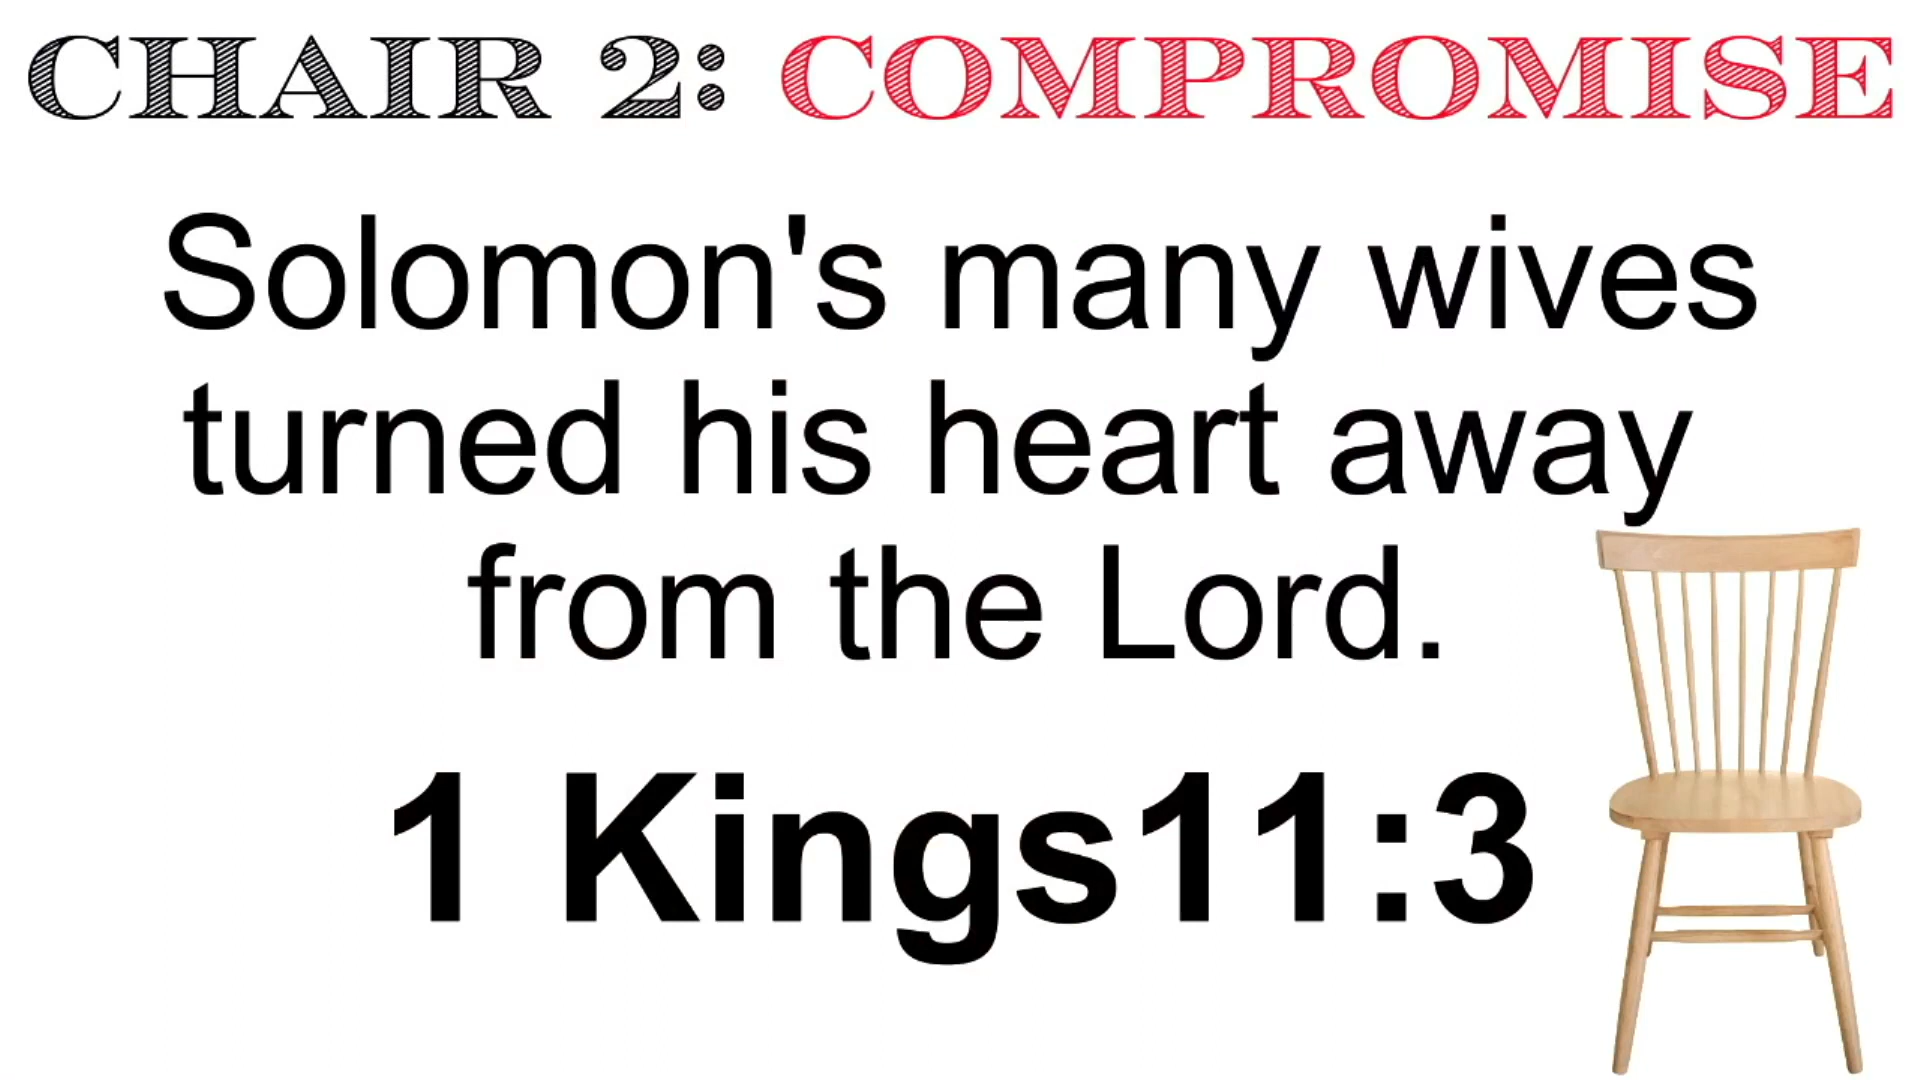 CHAIR 2: COMPROMISE
Solomon's many wives
turned his heart away
from the Lord.
1 Kings11:3